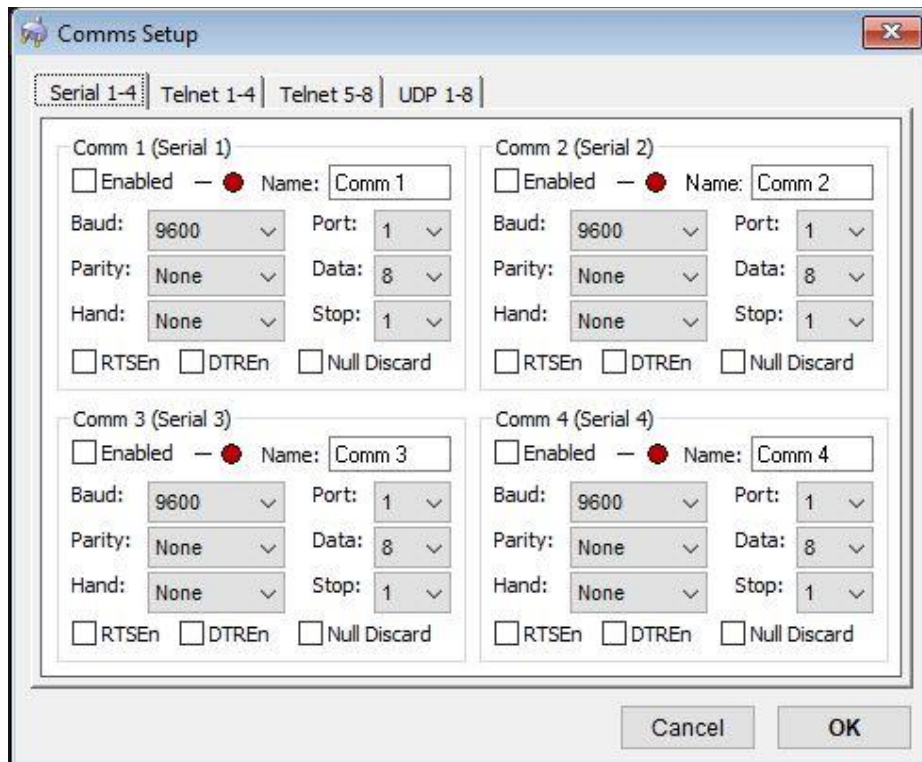 Comms Setup
Serial 1-4 Telnet 1-4 Telnet 5-8 UDP 1-8
Comm 1 (Serial 1)
Enabled – Name: Comm 1
Baud: 9600 Port: 1
Parity: None Data: 8
Hand: None Stop: 1
RTSEn DTREn Null Discard
Comm 2 (Serial 2)
Enabled – Name: Comm 2
Baud: 9600 Port: 1
Parity: None Data: 8
Hand: None Stop: 1
RTSEn DTREn Null Discard
Comm 3 (Serial 3)
Enabled – Name: Comm 3
Baud: 9600 Port: 1
Parity: None Data: 8
Hand: None Stop: 1
RTSEn DTREn Null Discard
Comm 4 (Serial 4)
Enabled – Name: Comm 4
Baud: 9600 Port: 1
Parity: None Data: 8
Hand: None Stop: 1
RTSEn DTREn Null Discard
Cancel OK